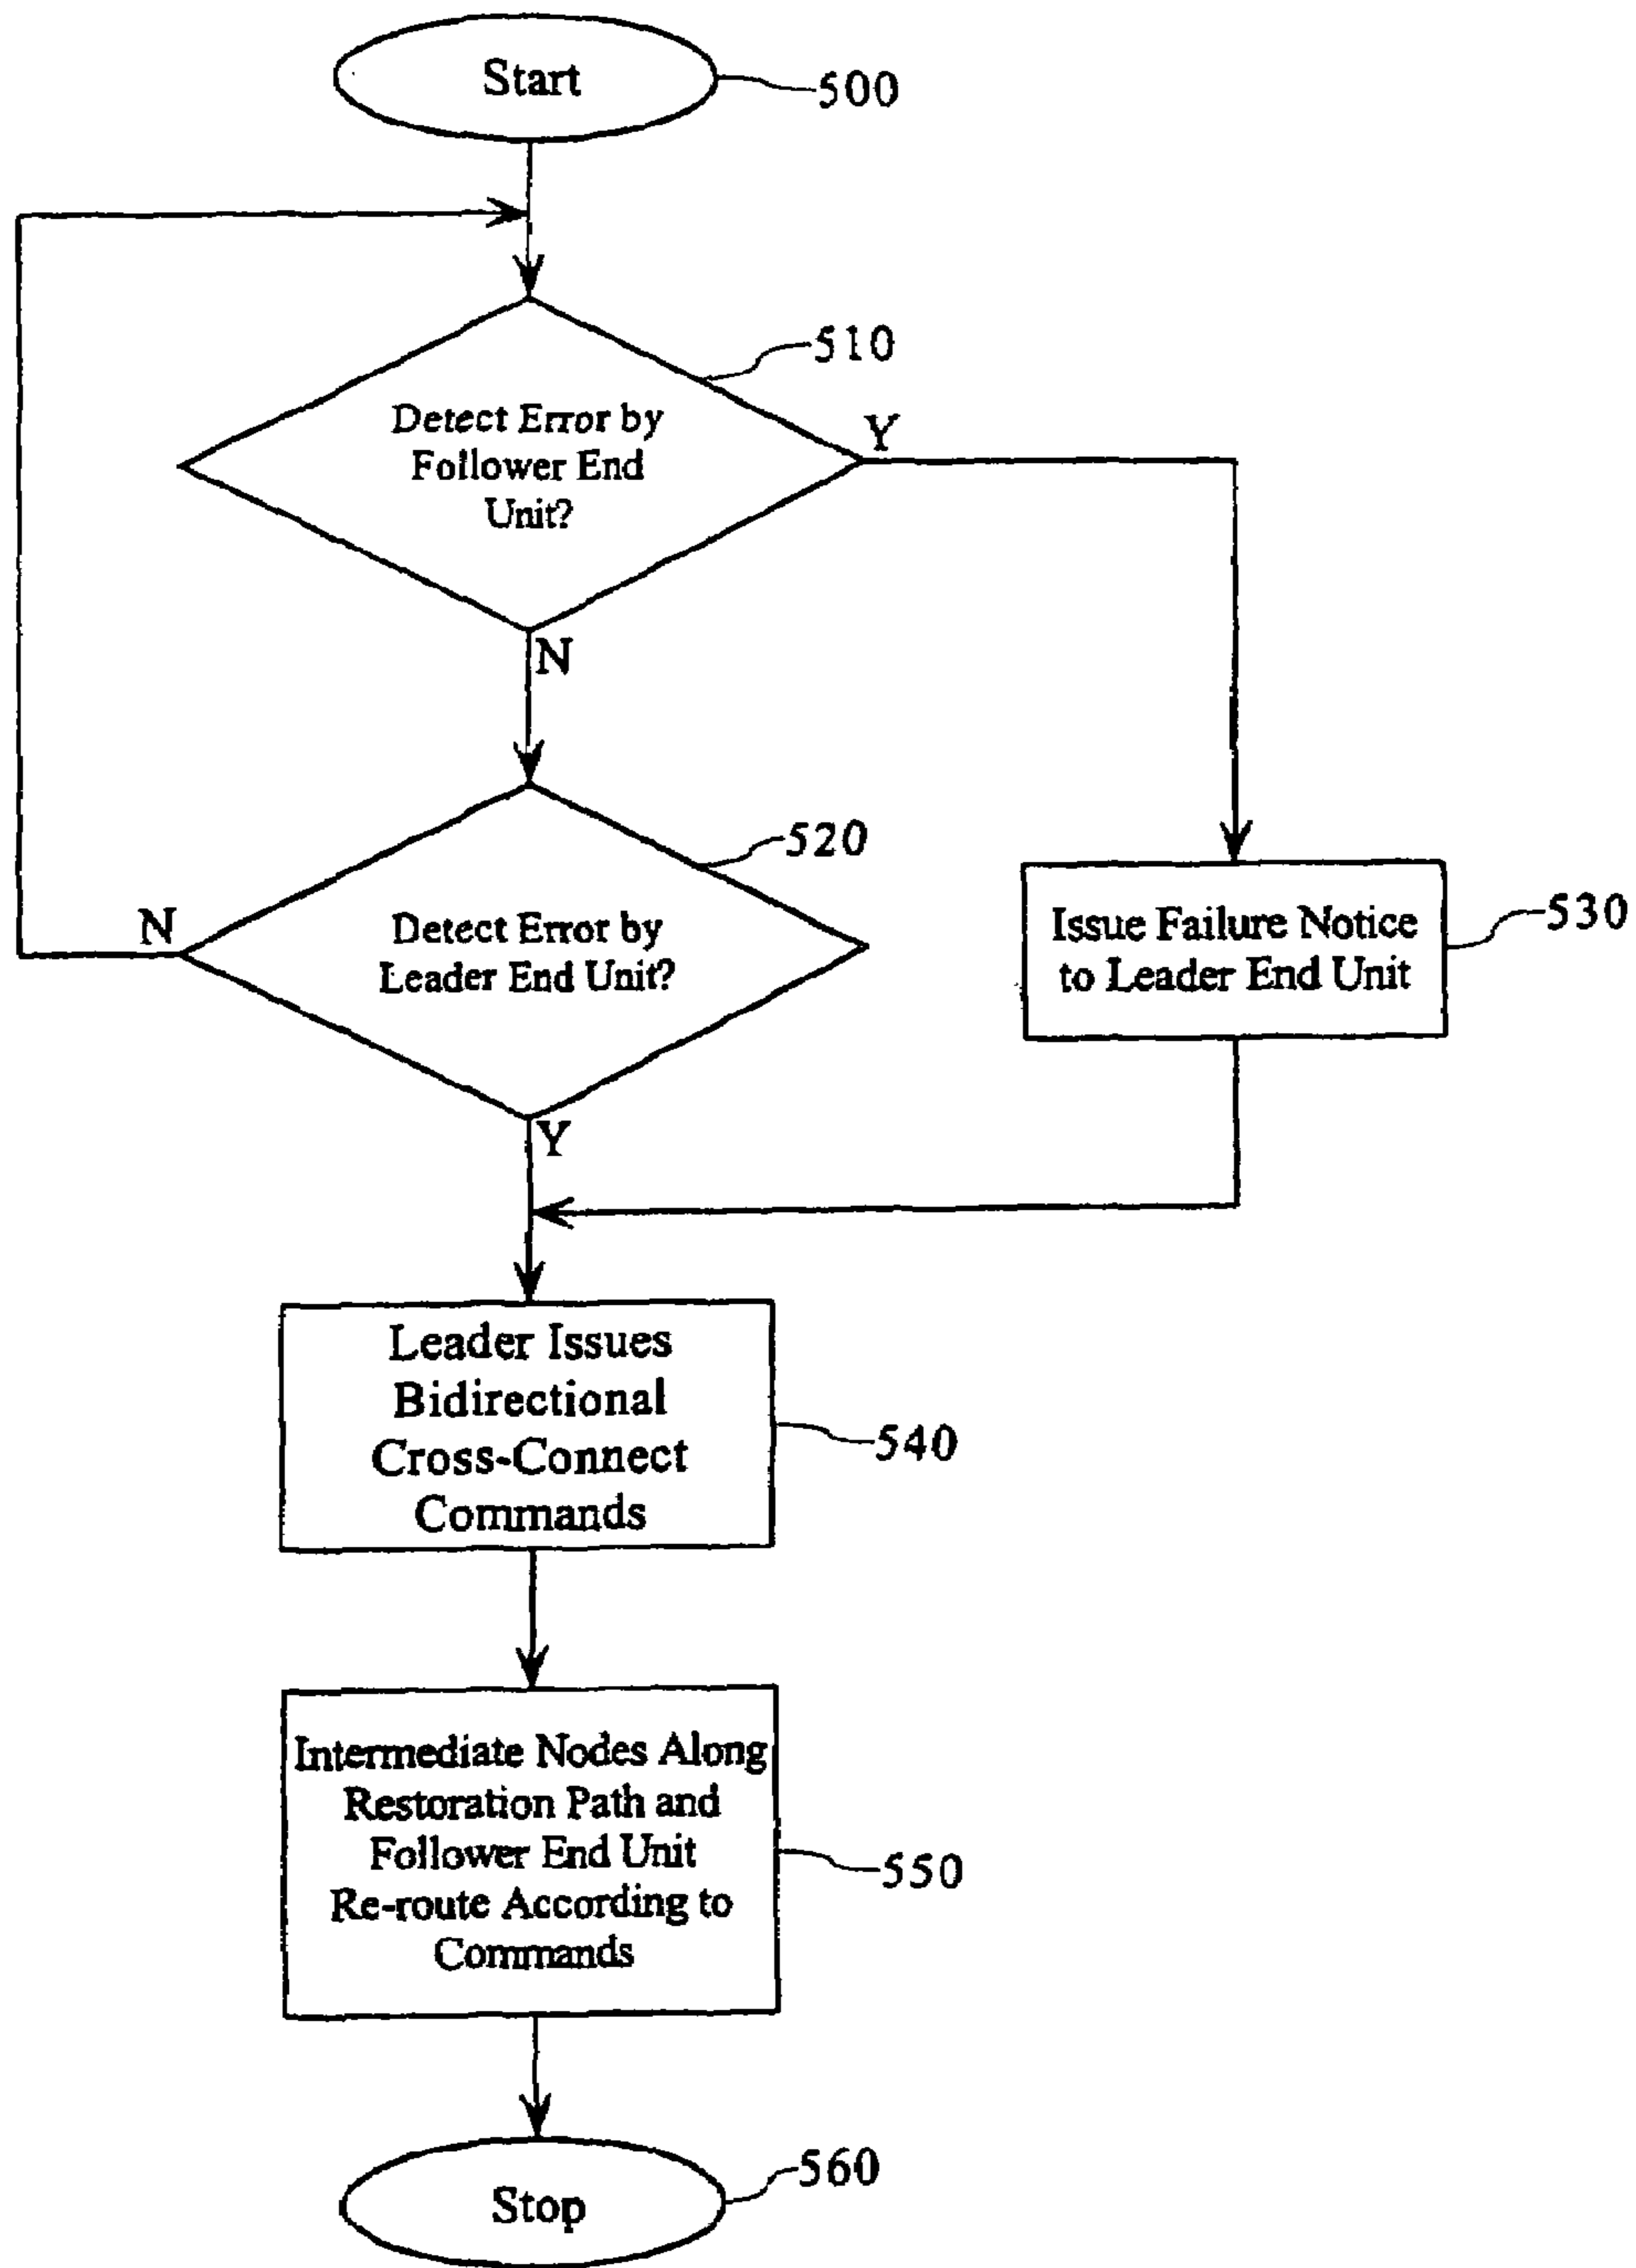 Start
500
510
Detect Error by
Follower End
Unit?
Y
N
520
Detect Error by
Leader End Unit?
N
Y
Issue Failure Notice
to Leader End Unit
530
Leader Issues
Bidirectional
Cross-Connect
Commands
540
Intermediate Nodes Along
Restoration Path and
Follower End Unit
Re-route According to
Commands
550
Stop
560